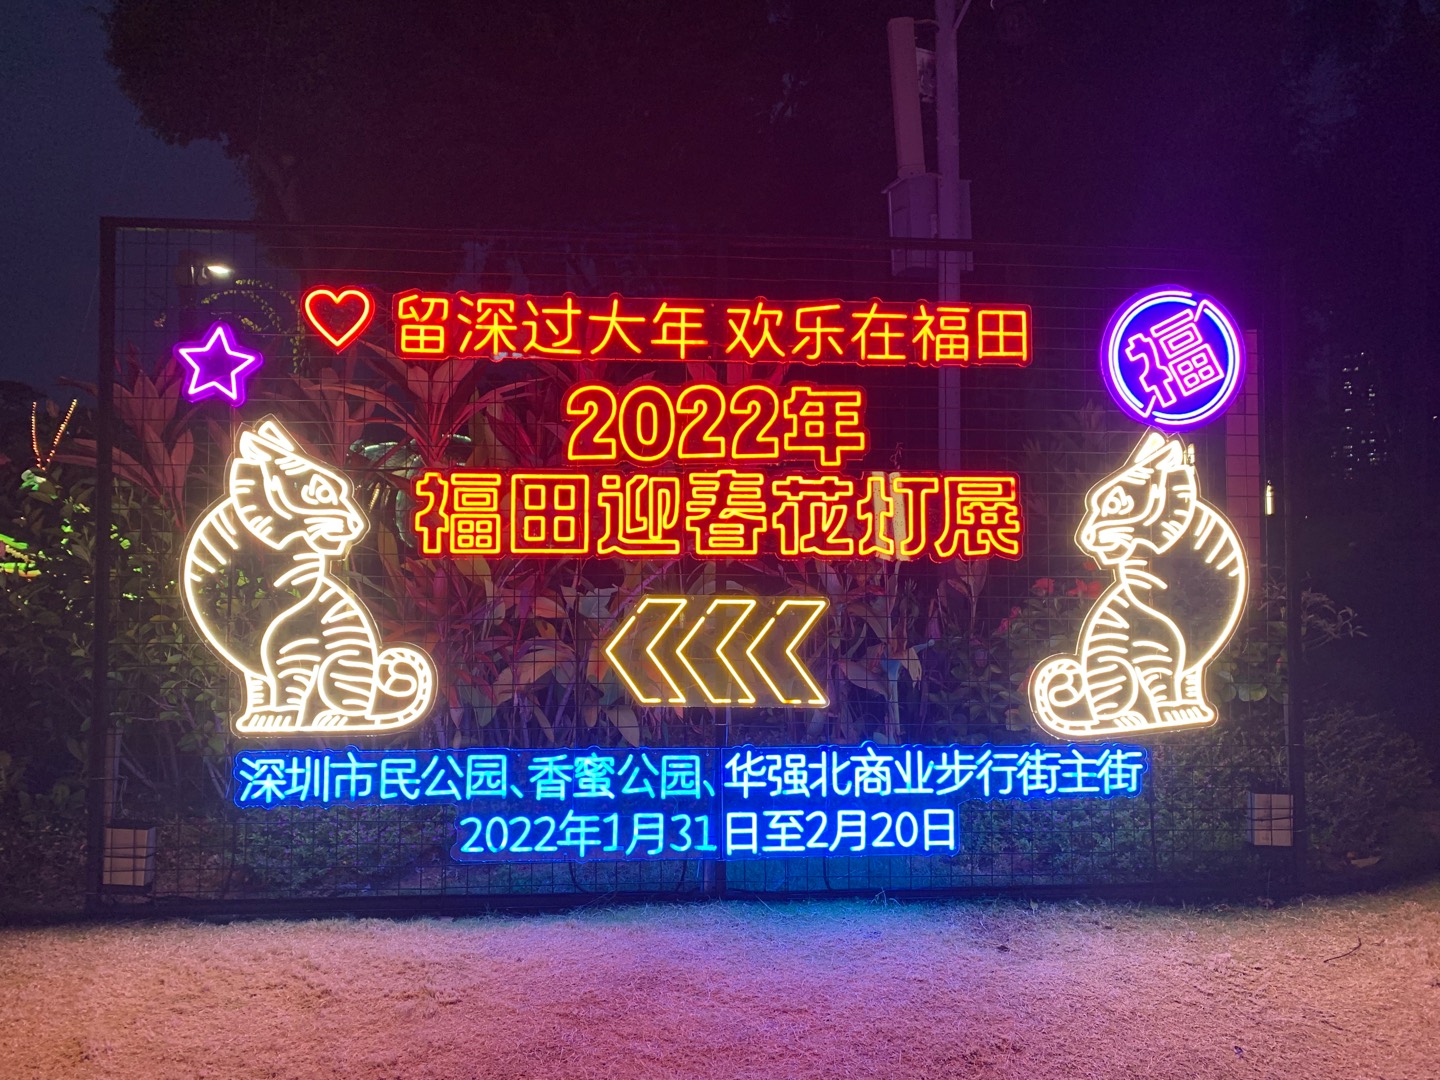 留深过大年 欢乐在福田
福
2022年
福田迎春花灯展
深圳市民公园、香蜜公园、华强北商业步行街主街
2022年1月31日至2月20日